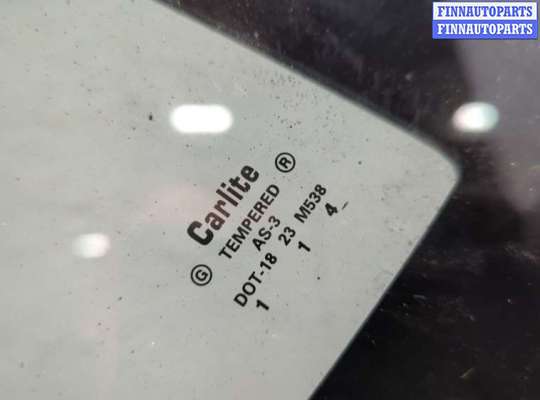 FINNAUTOPARTS
FINNAUTOPARTS
Carlite ®
G TEMPERED
AS-3
DOT-18 23 M538
1 1 4